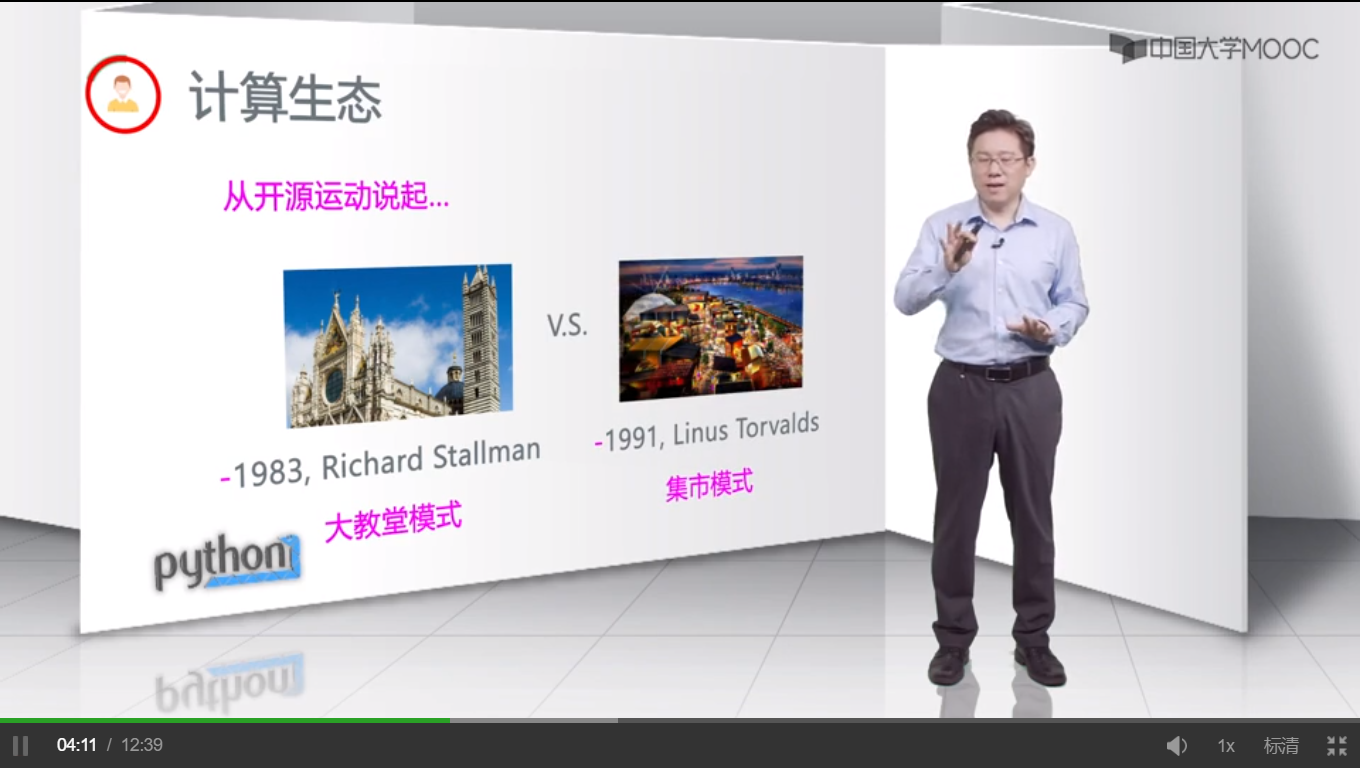 中国大学MOOC
计算生态
从开源运动说起...
V.S.
-1983, Richard Stallman
-1991, Linus Torvalds
大教堂模式
集市模式
python
04:11 / 12:39
1x
标清